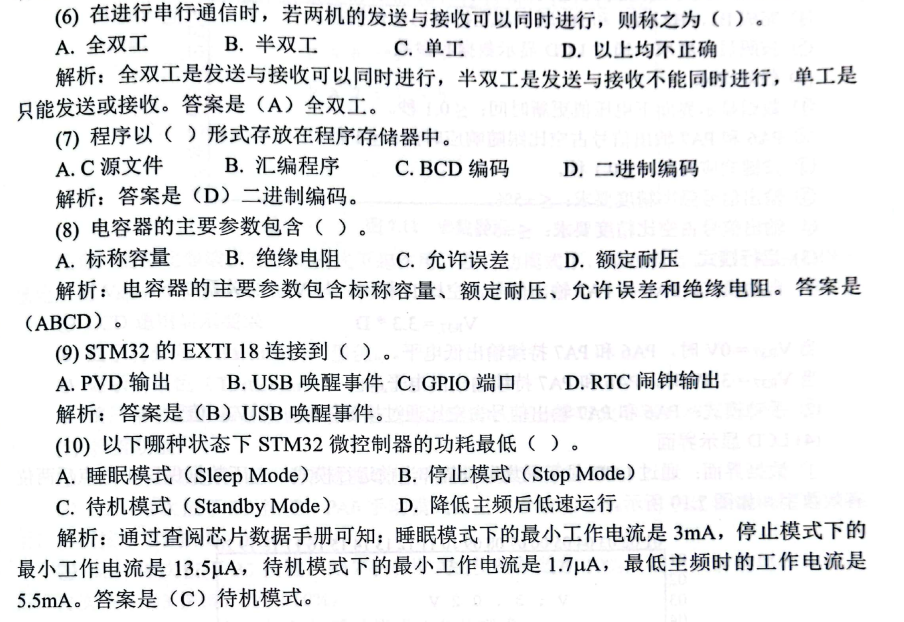 (6) 在进行串行通信时，若两机的发送与接收可以同时进行，则称之为（ ）。
A. 全双工 B. 半双工 C. 单工 D. 以上均不正确
解析：全双工是发送与接收可以同时进行，半双工是发送与接收不能同时进行，单工是
只能发送或接收。答案是（A）全双工。
(7) 程序以（ ）形式存放在程序存储器中。
A. C 源文件 B. 汇编程序 C. BCD 编码 D. 二进制编码
解析：答案是（D）二进制编码。
(8) 电容器的主要参数包含（ ）。
A. 标称容量 B. 绝缘电阻 C. 允许误差 D. 额定耐压
解析：电容器的主要参数包含标称容量、额定耐压、允许误差和绝缘电阻。答案是
（ABCD）。
(9) STM32 的 EXTI 18 连接到（ ）。
A. PVD 输出 B. USB 唤醒事件 C. GPIO 端口 D. RTC 闹钟输出
解析：答案是（B）USB 唤醒事件。
(10) 以下哪种状态下 STM32 微控制器的功耗最低（ ）。
A. 睡眠模式（Sleep Mode） B. 停止模式（Stop Mode）
C. 待机模式（Standby Mode） D. 降低主频后低速运行
解析：通过查阅芯片数据手册可知，睡眠模式下的最小工作电流是 3mA，停止模式下的
最小工作电流是 13.5μA，待机模式下的最小工作电流是 1.7μA，最低主频时的工作电流是
5.5mA。答案是（C）待机模式。